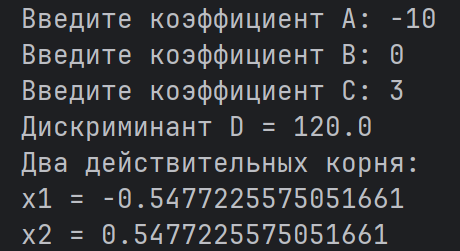 Введите коэффициент A: -10
Введите коэффициент B: 0
Введите коэффициент C: 3
Дискриминант D = 120.0
Два действительных корня:
x1 = -0.5477225575051661
x2 = 0.5477225575051661